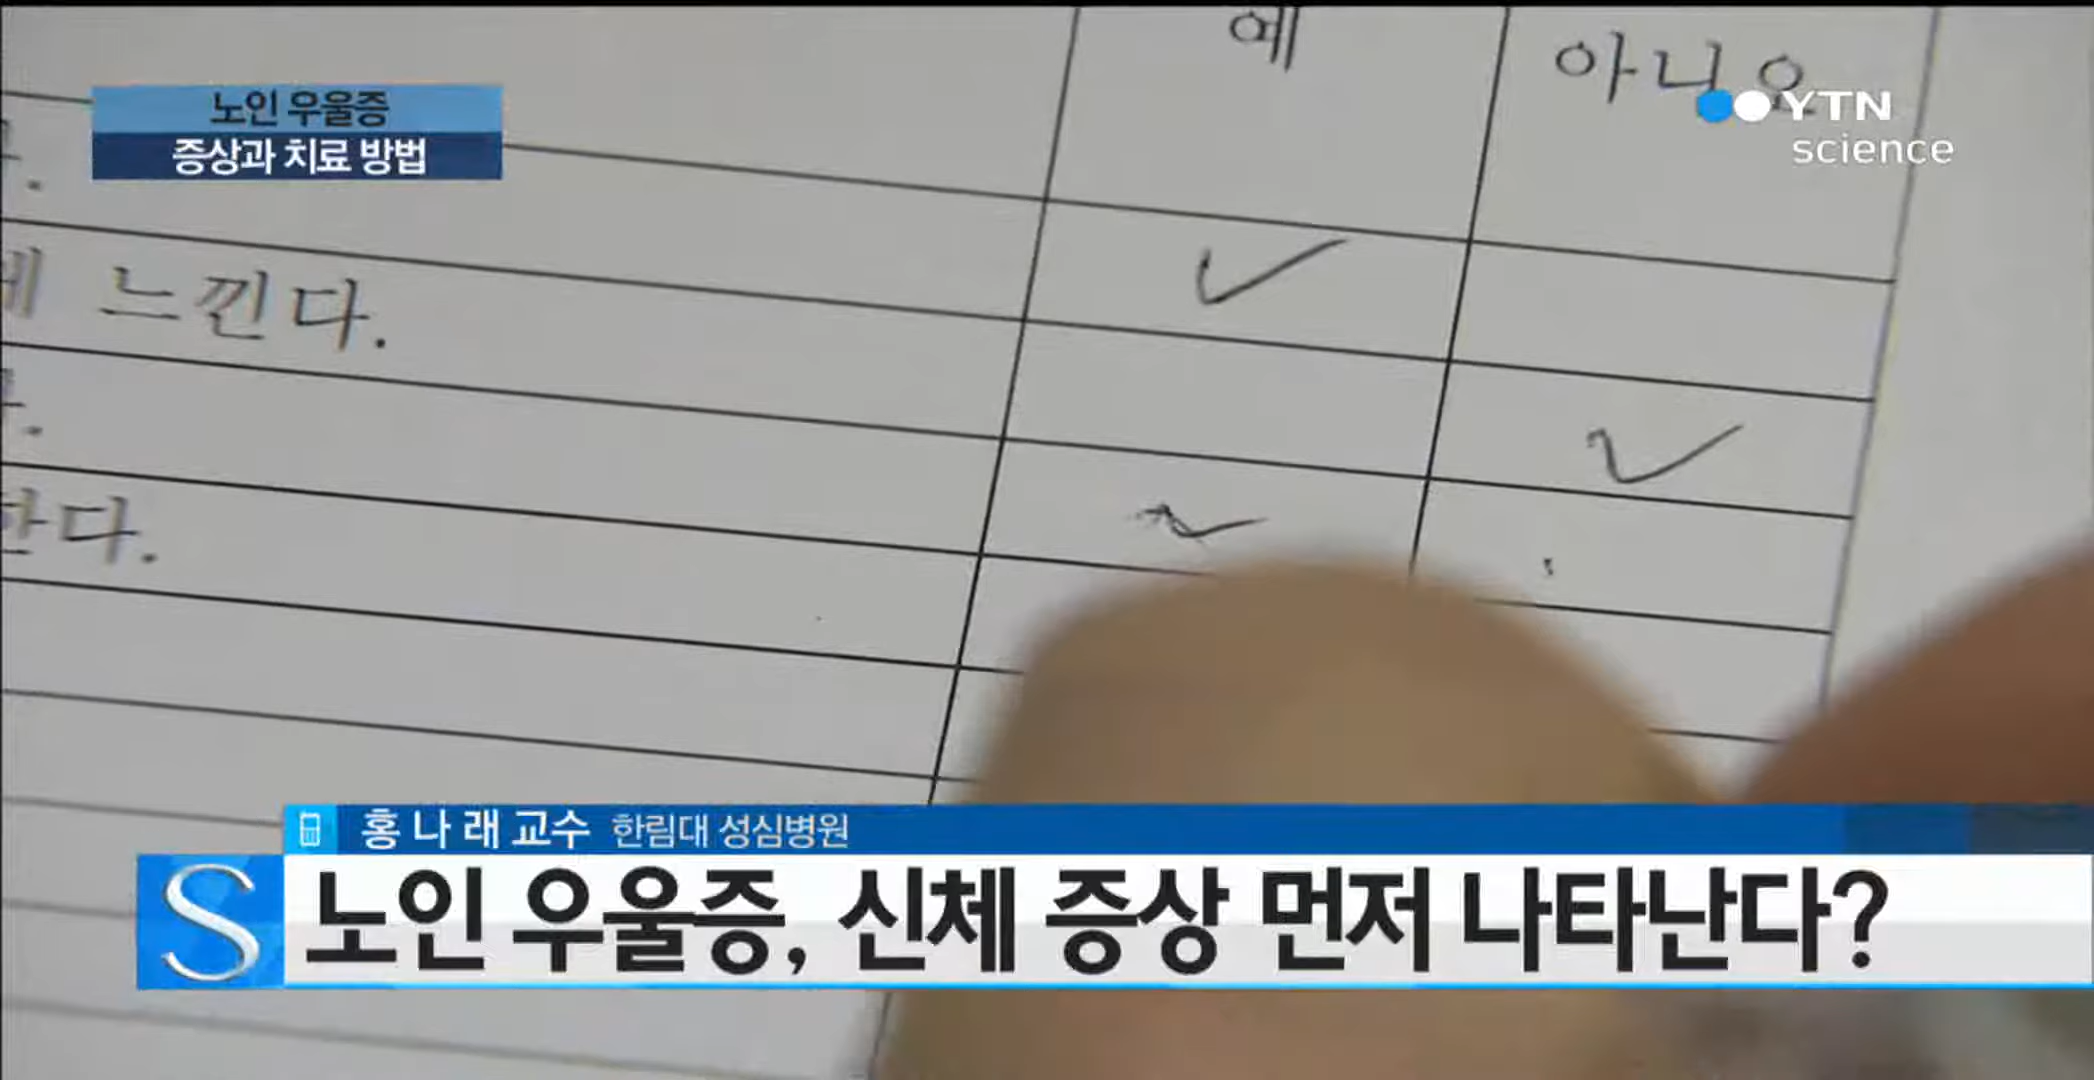 예 아니요
노인 우울증
증상과 치료 방법
YTN
science
느낀다.
한다.
홍나래 교수 한림대 성심병원
S
노인 우울증, 신체 증상 먼저 나타난다?